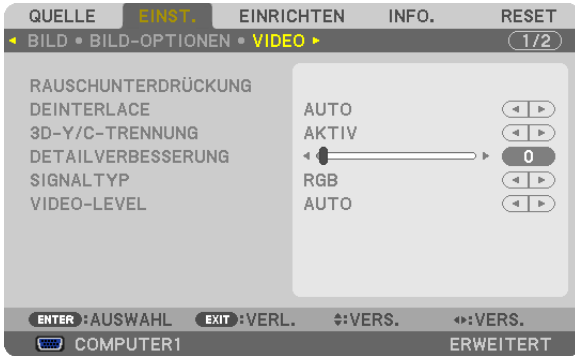 QUELLE EINST. EINRICHTEN INFO. RESET
BILD • BILD-OPTIONEN • VIDEO 1/2
RAUSCHUNTERDRÜCKUNG
DEINTERLACE AUTO
3D-Y/C-TRENNUNG AKTIV
DETAILVERBESSERUNG 0
SIGNALTYP RGB
VIDEO-LEVEL AUTO
ENTER :AUSWAHL EXIT :VERL. :VERS. :VERS.
COMPUTER1 ERWEITERT